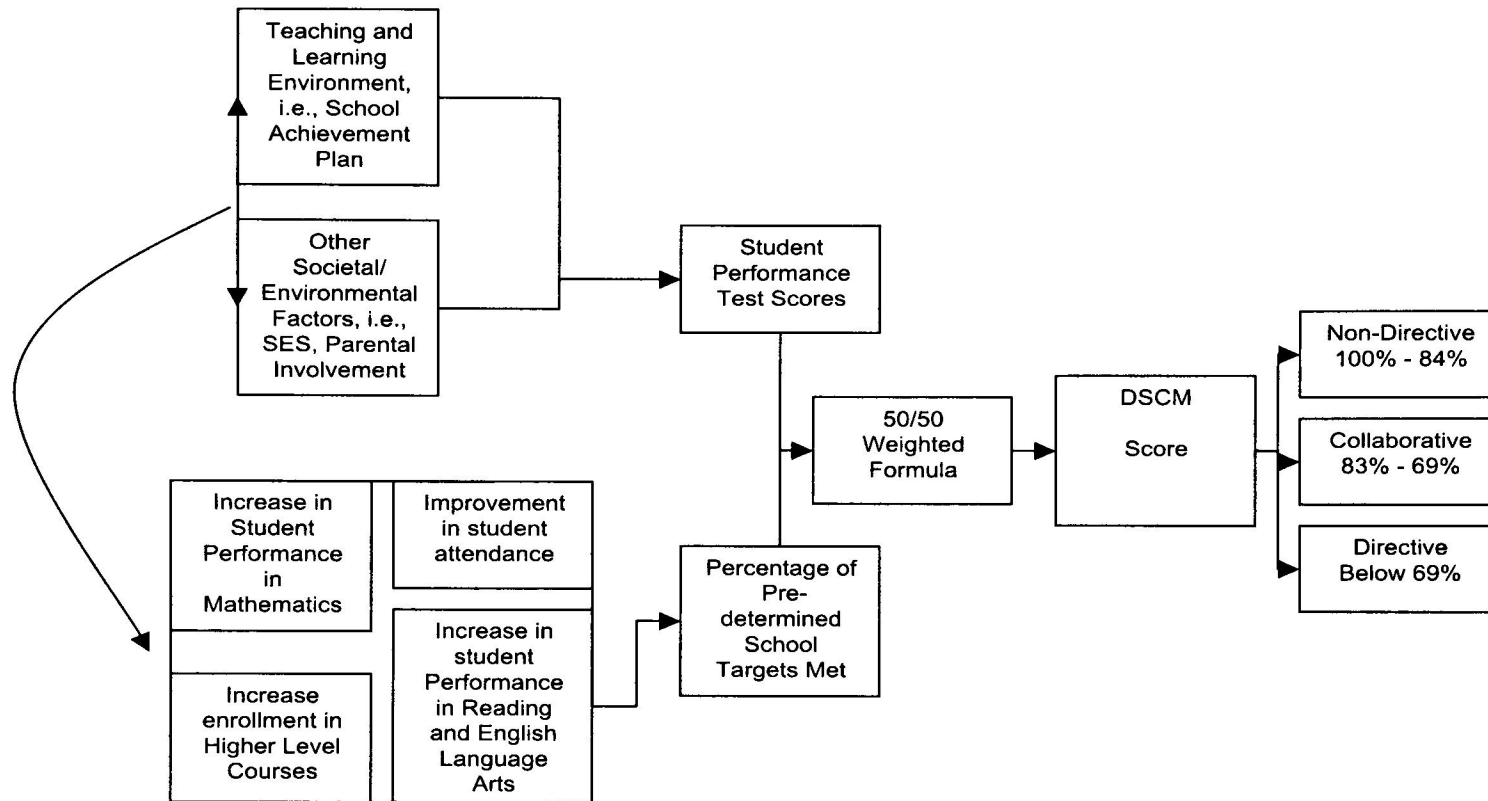 Teaching and
Learning
Environment,
i.e., School
Achievement
Plan
Other
Societal/
Environmental
Factors, i.e.,
SES, Parental
Involvement
Student
Performance
Test Scores
Increase in
Student
Performance
in
Mathematics
Improvement
in student
attendance
Increase
enrollment in
Higher Level
Courses
Increase in
student
Performance
in Reading
and English
Language
Arts
Percentage of
Pre-
determined
School
Targets Met
50/50
Weighted
Formula
DSCM
Score
Non-Directive
100% - 84%
Collaborative
83% - 69%
Directive
Below 69%